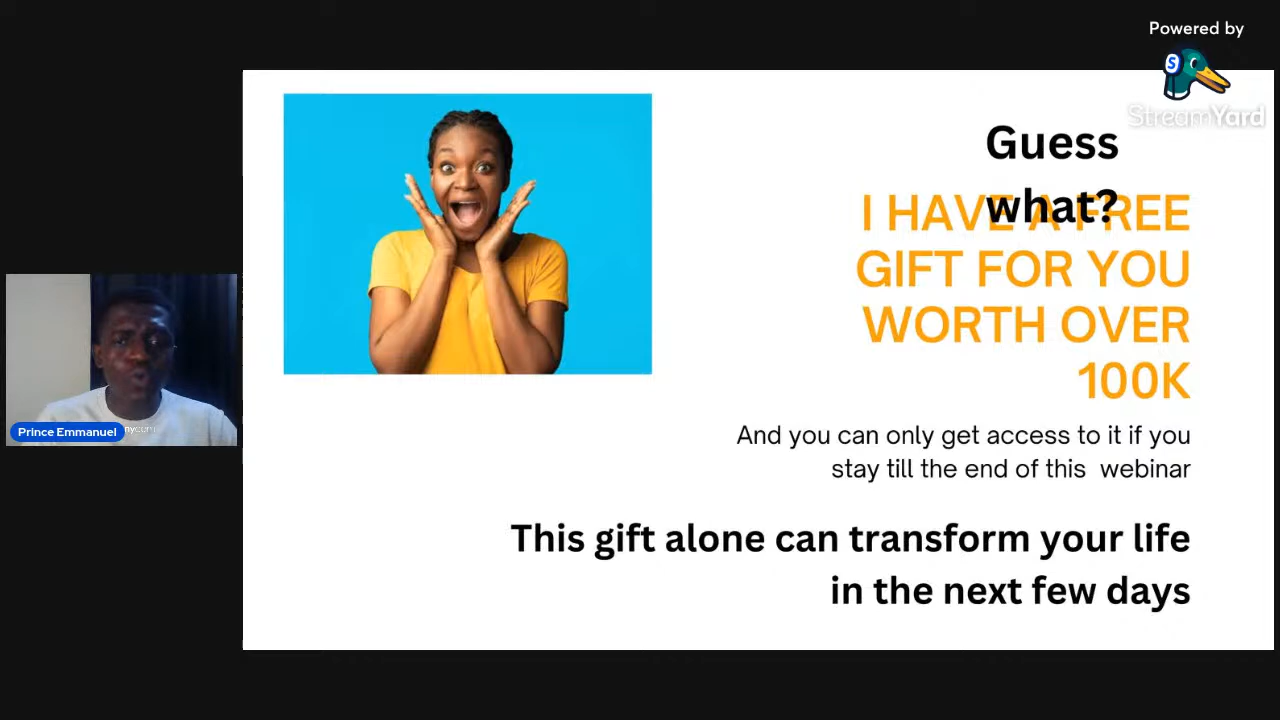 Powered by
StreamYard
Guess
what?
I HAVE A FREE
GIFT FOR YOU
WORTH OVER
100K
And you can only get access to it if you
stay till the end of this webinar
This gift alone can transform your life
in the next few days
Prince Emmanuel